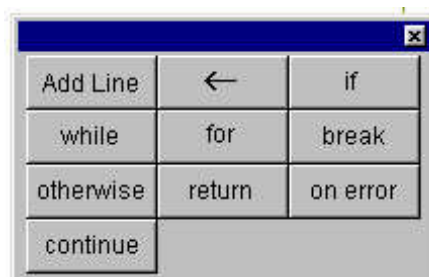 Add Line ← if
while for break
otherwise return on error
continue